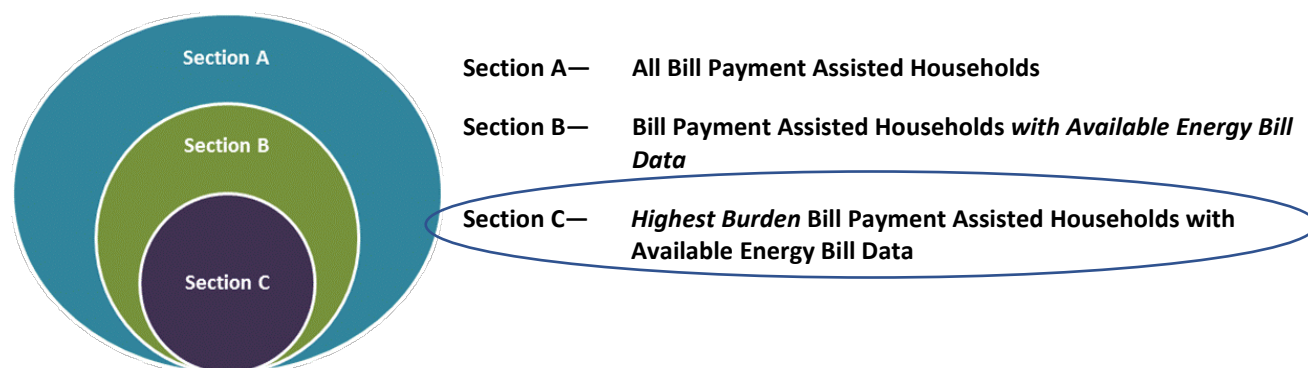 Section A
Section B
Section C
Section A— All Bill Payment Assisted Households
Section B— Bill Payment Assisted Households with Available Energy Bill
Data
Section C— Highest Burden Bill Payment Assisted Households with
Available Energy Bill Data